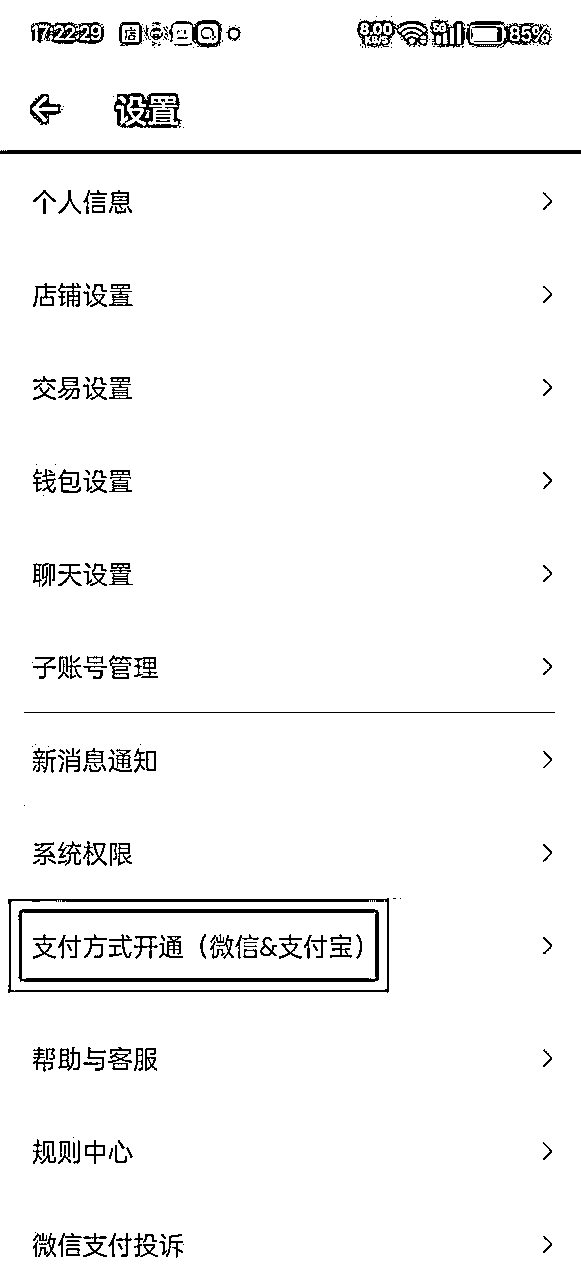 17:22:29 店 8.00 KB/S 5G 85%
设置
个人信息
店铺设置
交易设置
钱包设置
聊天设置
子账号管理
新消息通知
系统权限
支付方式开通（微信&支付宝）
帮助与客服
规则中心
微信支付投诉